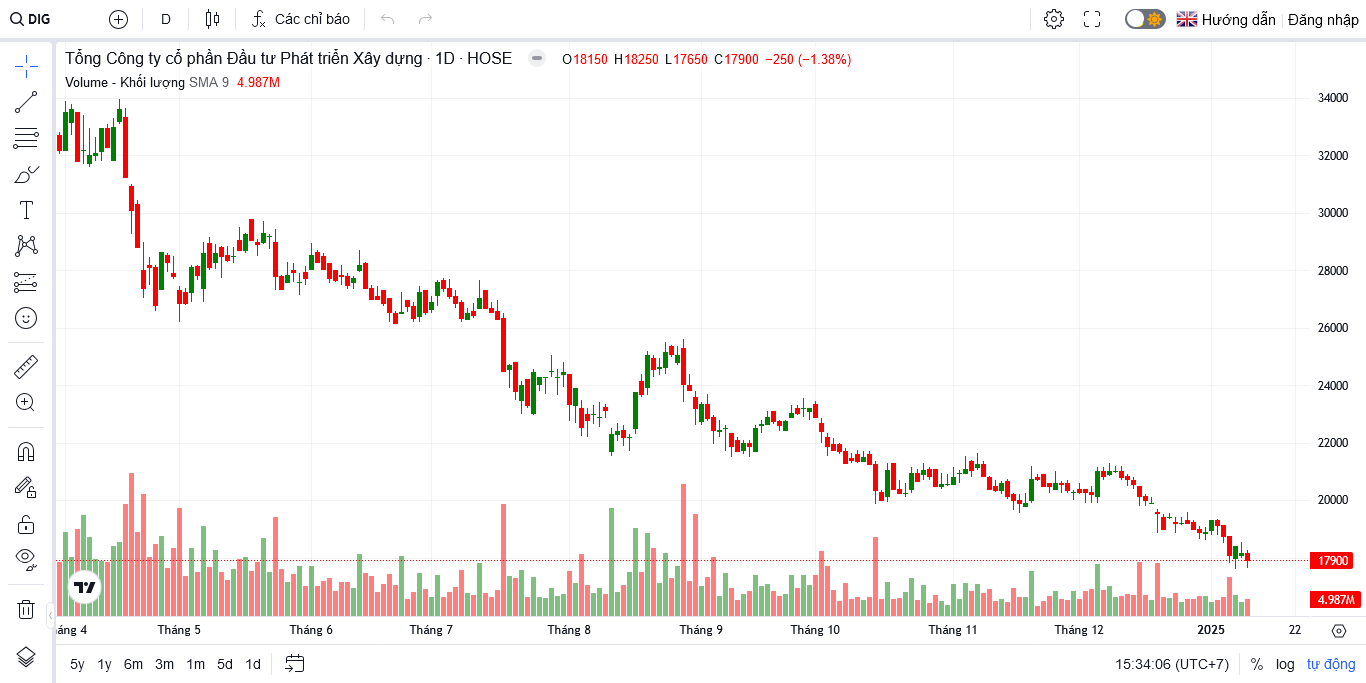 DIG D Các chỉ báo Hướng dẫn Đăng nhập
Tổng Công ty cổ phần Đầu tư Phát triển Xây dựng · 1D · HOSE O18150 H18250 L17650 C17900 −250 (−1.38%)
Volume - Khối lượng SMA 9 4.987M
34000
32000
30000
28000
26000
24000
22000
20000
17900
4.987M
áng 4 Tháng 5 Tháng 6 Tháng 7 Tháng 8 Tháng 9 Tháng 10 Tháng 11 Tháng 12 2025 22
5y 1y 6m 3m 1m 5d 1d 15:34:06 (UTC+7) % log tự động